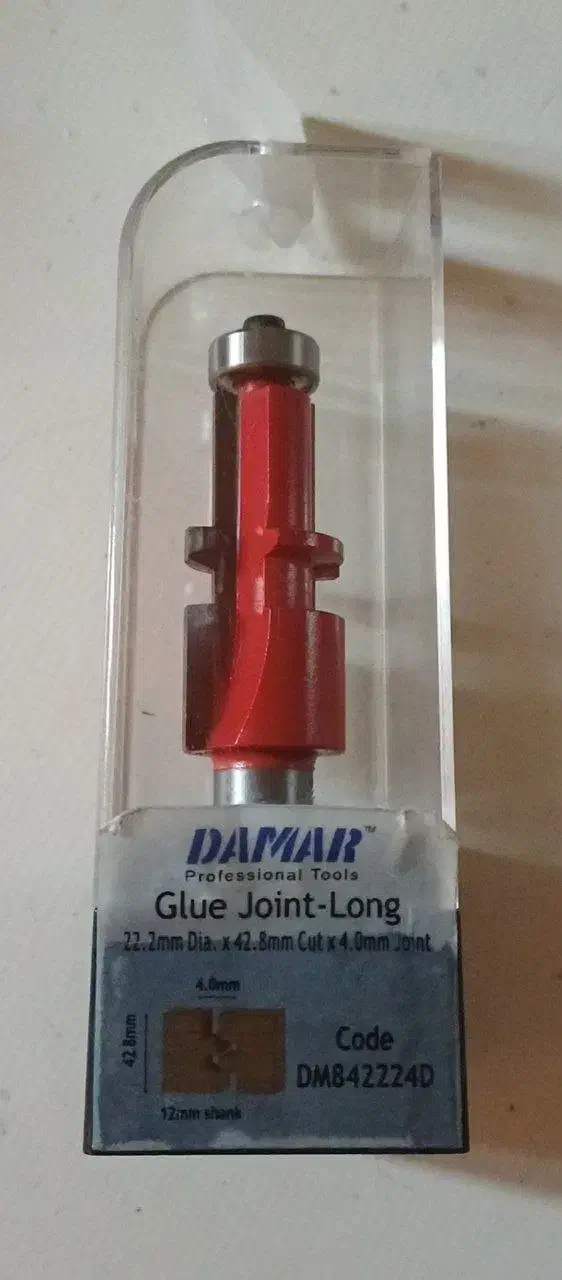 DAMAR™
Professional Tools
Glue Joint-Long
22.2mm Dia. x 42.8mm Cut x 4.0mm Joint
4.0mm
42.8mm
Code
DM842224D
12mm shank